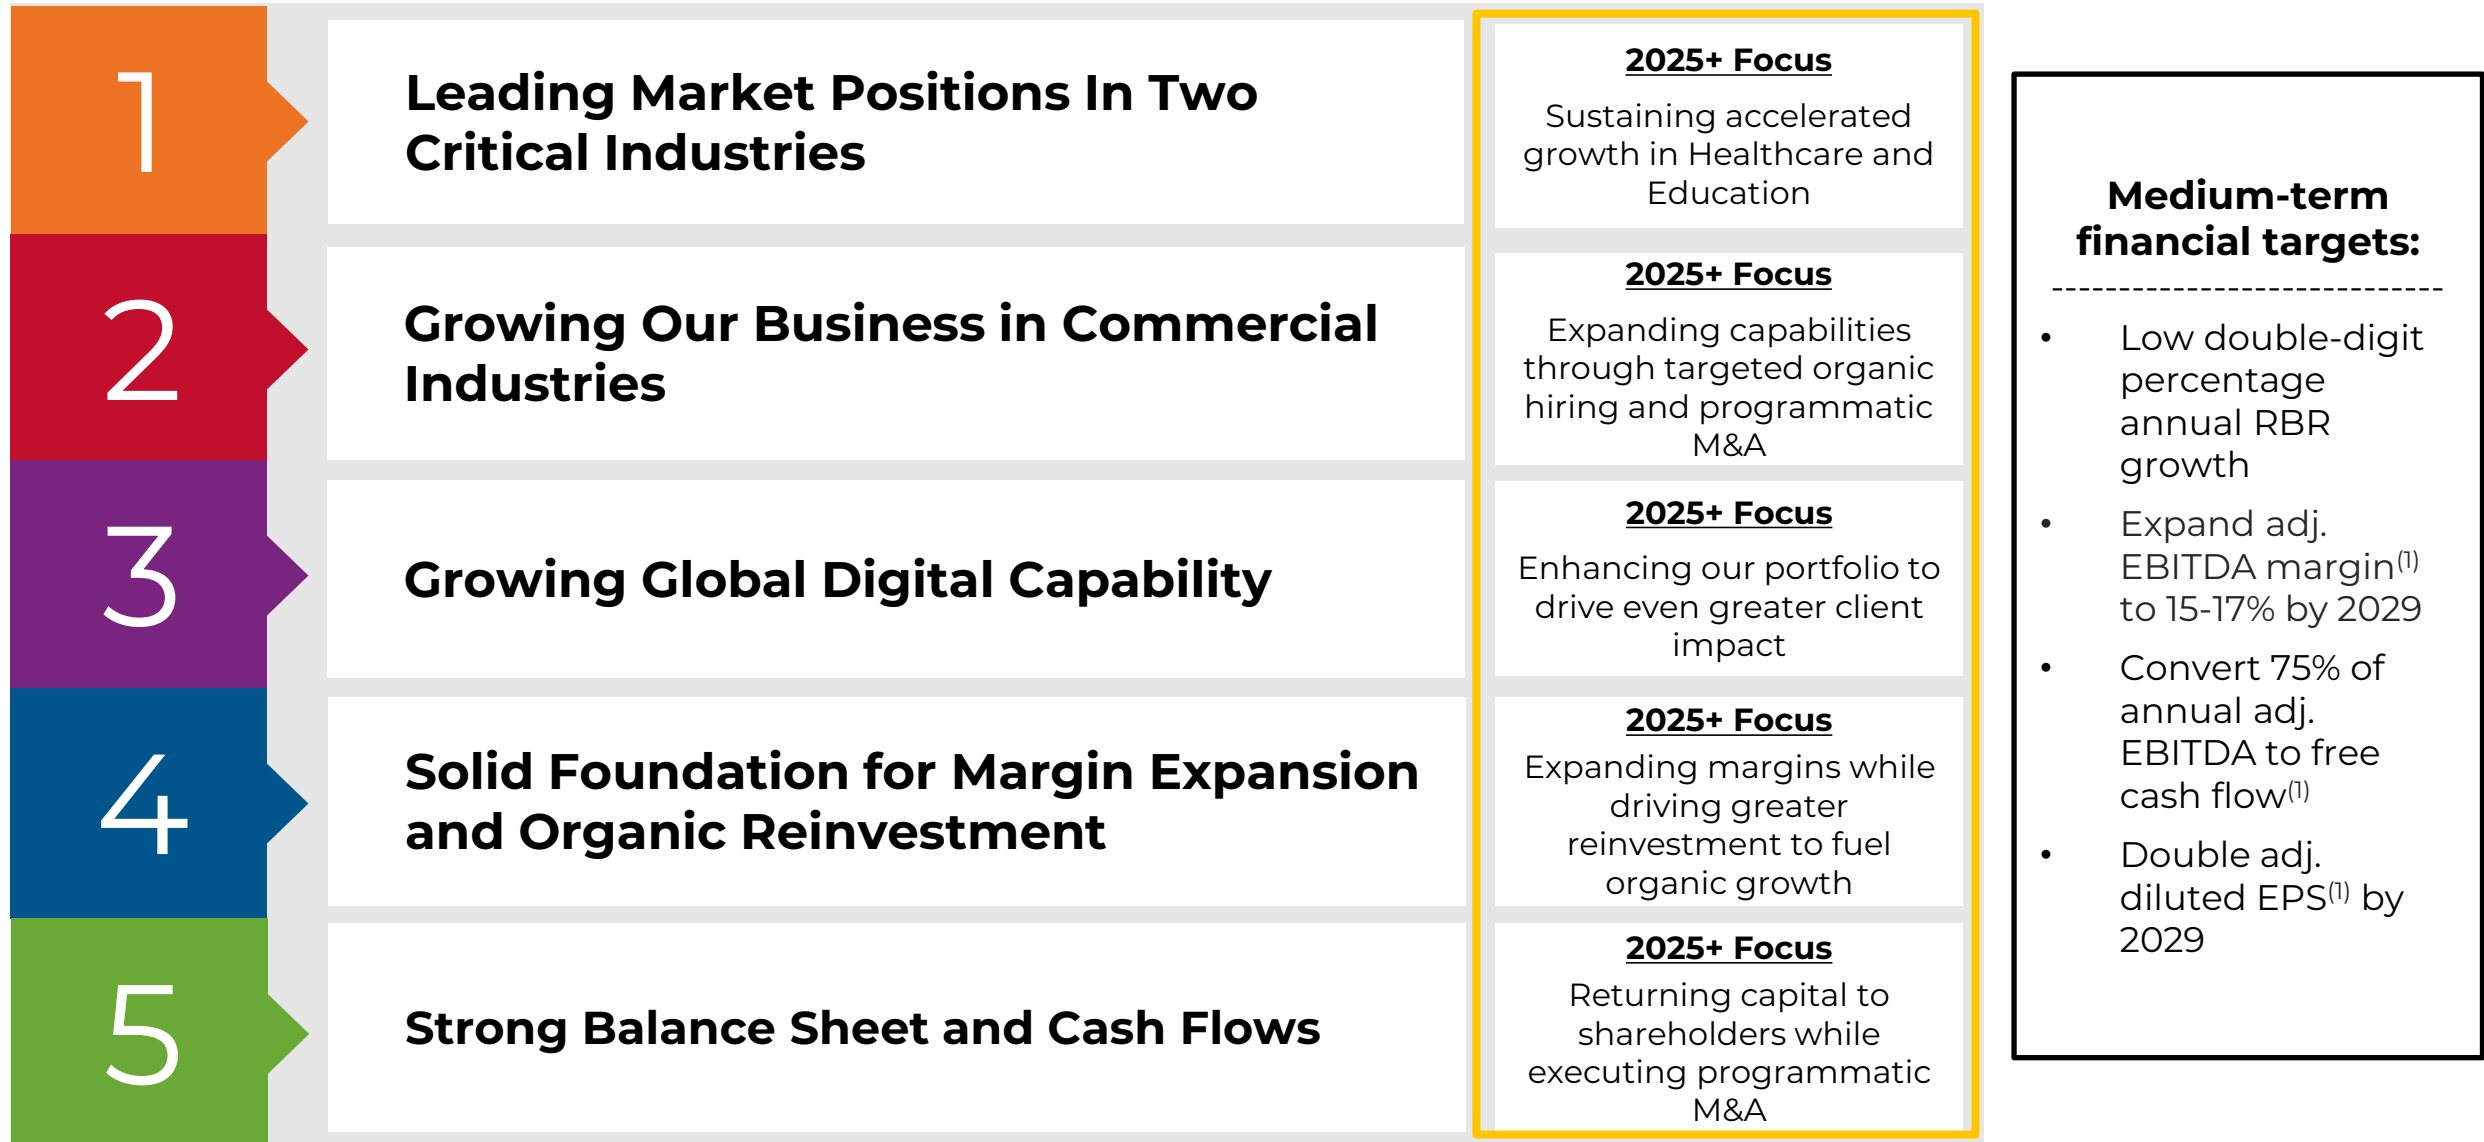 1
Leading Market Positions In Two
Critical Industries
2025+ Focus
Sustaining accelerated
growth in Healthcare and
Education
2
Growing Our Business in Commercial
Industries
2025+ Focus
Expanding capabilities
through targeted organic
hiring and programmatic
M&A
3
Growing Global Digital Capability
2025+ Focus
Enhancing our portfolio to
drive even greater client
impact
4
Solid Foundation for Margin Expansion
and Organic Reinvestment
2025+ Focus
Expanding margins while
driving greater
reinvestment to fuel
organic growth
5
Strong Balance Sheet and Cash Flows
2025+ Focus
Returning capital to
shareholders while
executing programmatic
M&A
Medium-term
financial targets:
• Low double-digit
percentage
annual RBR
growth
• Expand adj.
EBITDA margin(1)
to 15-17% by 2029
• Convert 75% of
annual adj.
EBITDA to free
cash flow(1)
• Double adj.
diluted EPS(1) by
2029